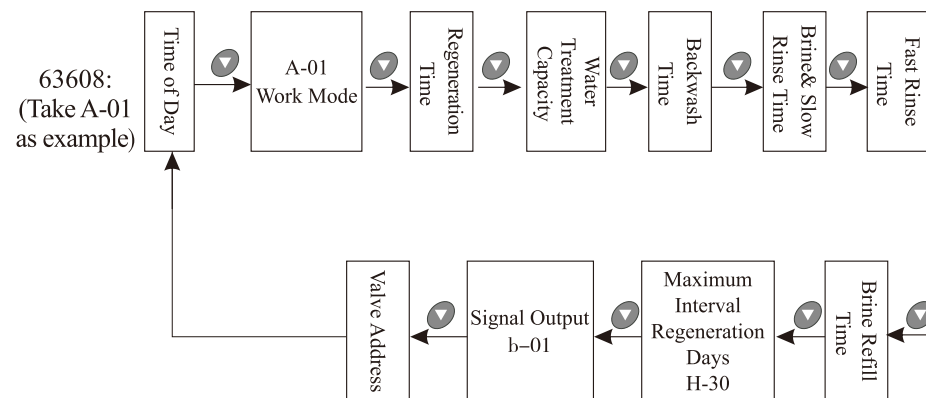 63608:
(Take A-01
as example)
Time of Day
A-01
Work Mode
Regeneration
Time
Water
Treatment
Capacity
Backwash
Time
Brine& Slow
Rinse Time
Fast Rinse
Time
Valve Address
Signal Output
b-01
Maximum
Interval
Regeneration
Days
H-30
Brine Refill
Time